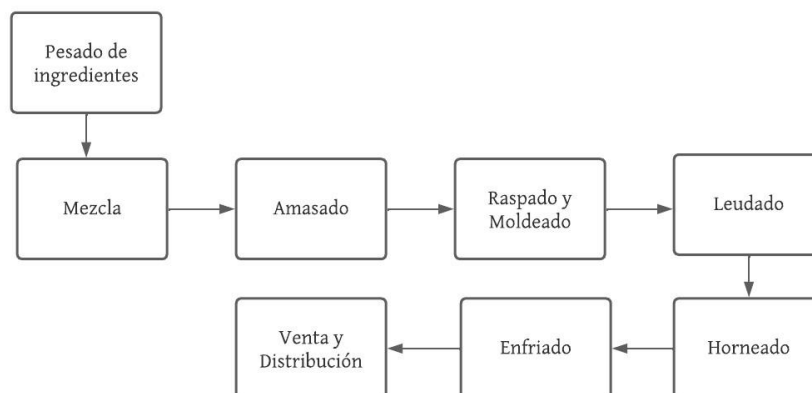 Pesado de
ingredientes
Mezcla
Amasado
Raspado y
Moldeado
Leudado
Horneado
Enfriado
Venta y
Distribución